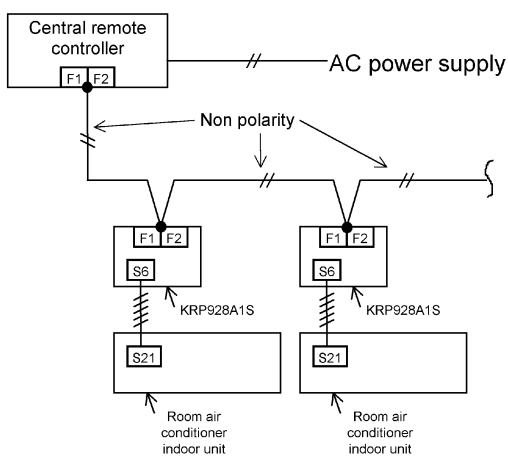 Central remote
controller
F1 F2
AC power supply
Non polarity
F1 F2
F1 F2
S6
S6
KRP928A1S
KRP928A1S
S21
S21
Room air
conditioner
indoor unit
Room air
conditioner
indoor unit